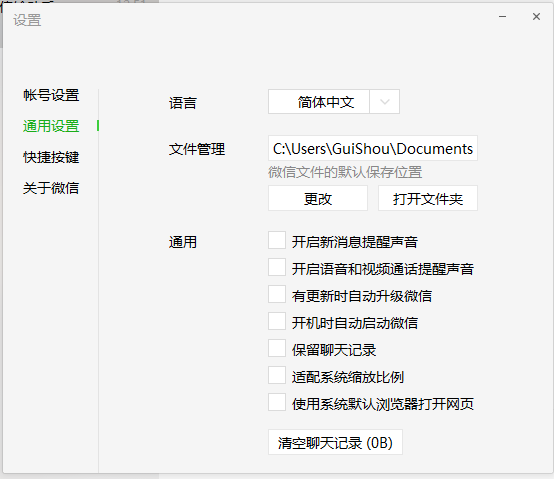 设置
帐号设置
通用设置
快捷按键
关于微信
语言
简体中文
文件管理
C:\Users\GuiShou\Documents
微信文件的默认保存位置
更改
打开文件夹
通用
开启新消息提醒声音
开启语音和视频通话提醒声音
有更新时自动升级微信
开机时自动启动微信
保留聊天记录
适配系统缩放比例
使用系统默认浏览器打开网页
清空聊天记录 (0B)